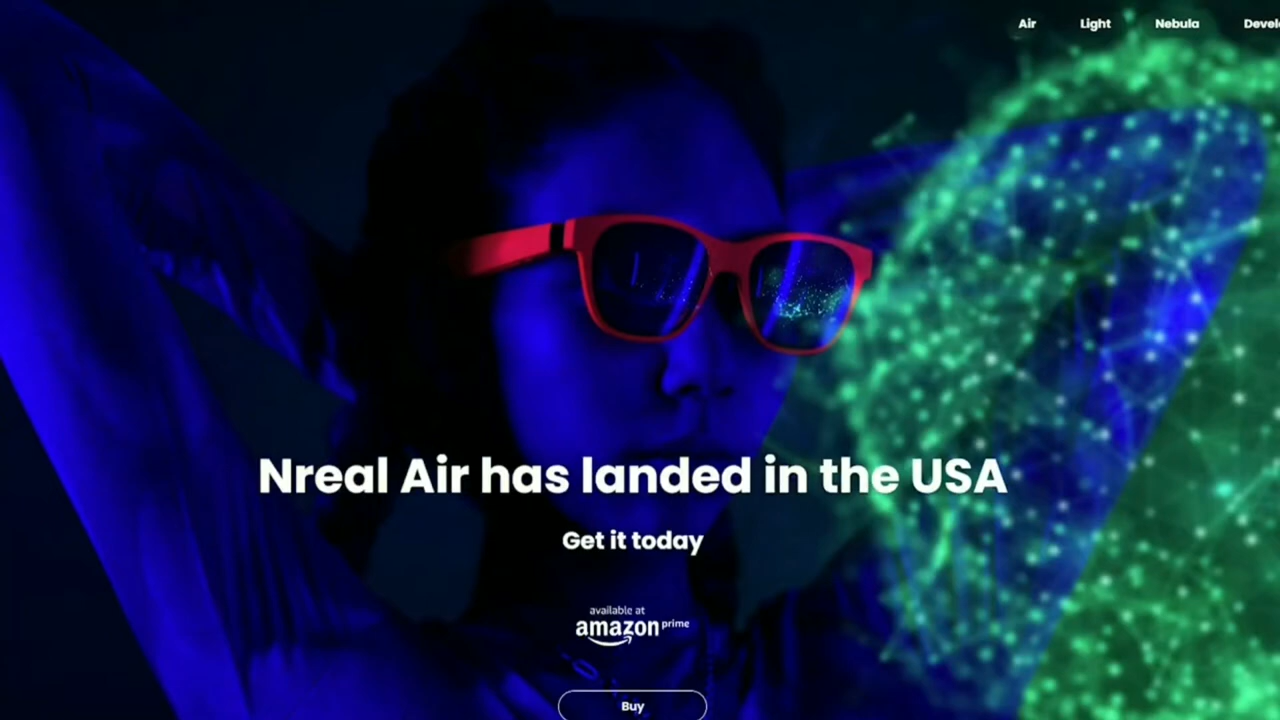 Air Light Nebula
Nreal Air has landed in the USA
Get it today
available at
amazon prime
Buy